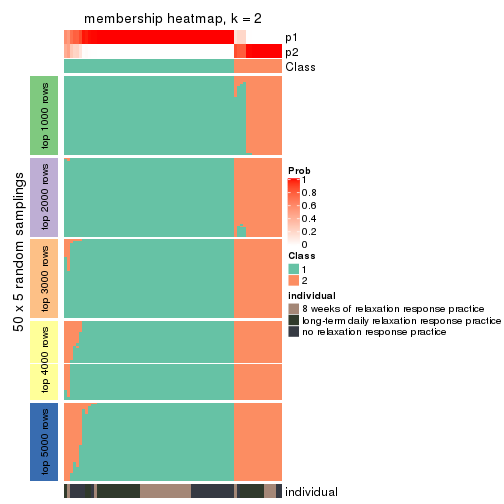 membership heatmap, k = 2
p1
p2
Class
50 x 5 random samplings
top 1000 rows
top 2000 rows
top 3000 rows
top 4000 rows
top 5000 rows
Prob
1
0.8
0.6
0.4
0.2
0
Class
1
2
individual
8 weeks of relaxation response practice
long-term daily relaxation response practice
no relaxation response practice
individual